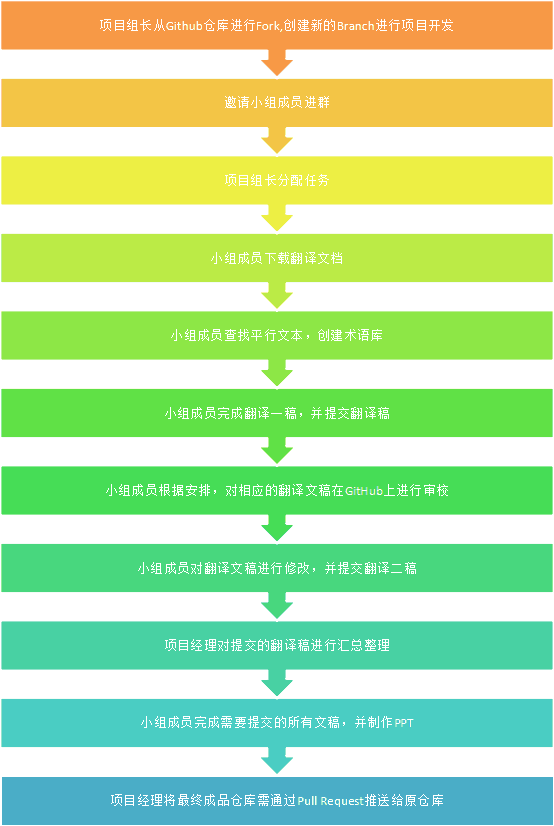 项目组长从Github仓库进行Fork,创建新的Branch进行项目开发
邀请小组成员进群
项目组长分配任务
小组成员下载翻译文档
小组成员查找平行文本，创建术语库
小组成员完成翻译一稿，并提交翻译稿
小组成员根据安排，对相应的翻译文稿在GitHub上进行审校
小组成员对翻译文稿进行修改，并提交翻译二稿
项目经理对提交的翻译稿进行汇总整理
小组成员完成需要提交的所有文稿，并制作PPT
项目经理将最终成品仓库需通过Pull Request推送给原仓库